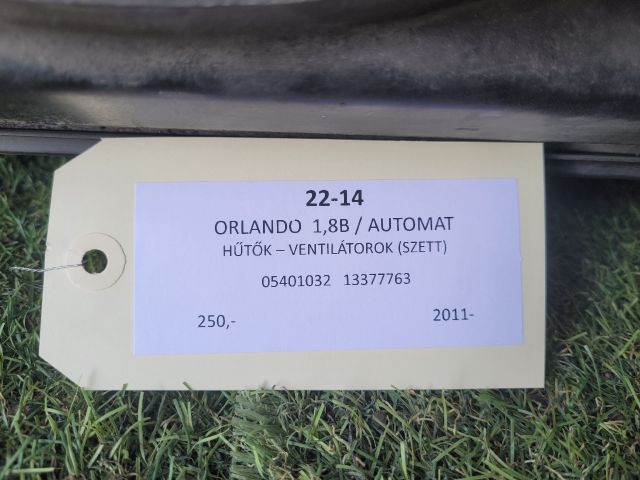 22-14
ORLANDO 1,8B / AUTOMAT
HŰTŐK – VENTILÁTOROK (SZETT)
05401032 13377763
250,- 2011-